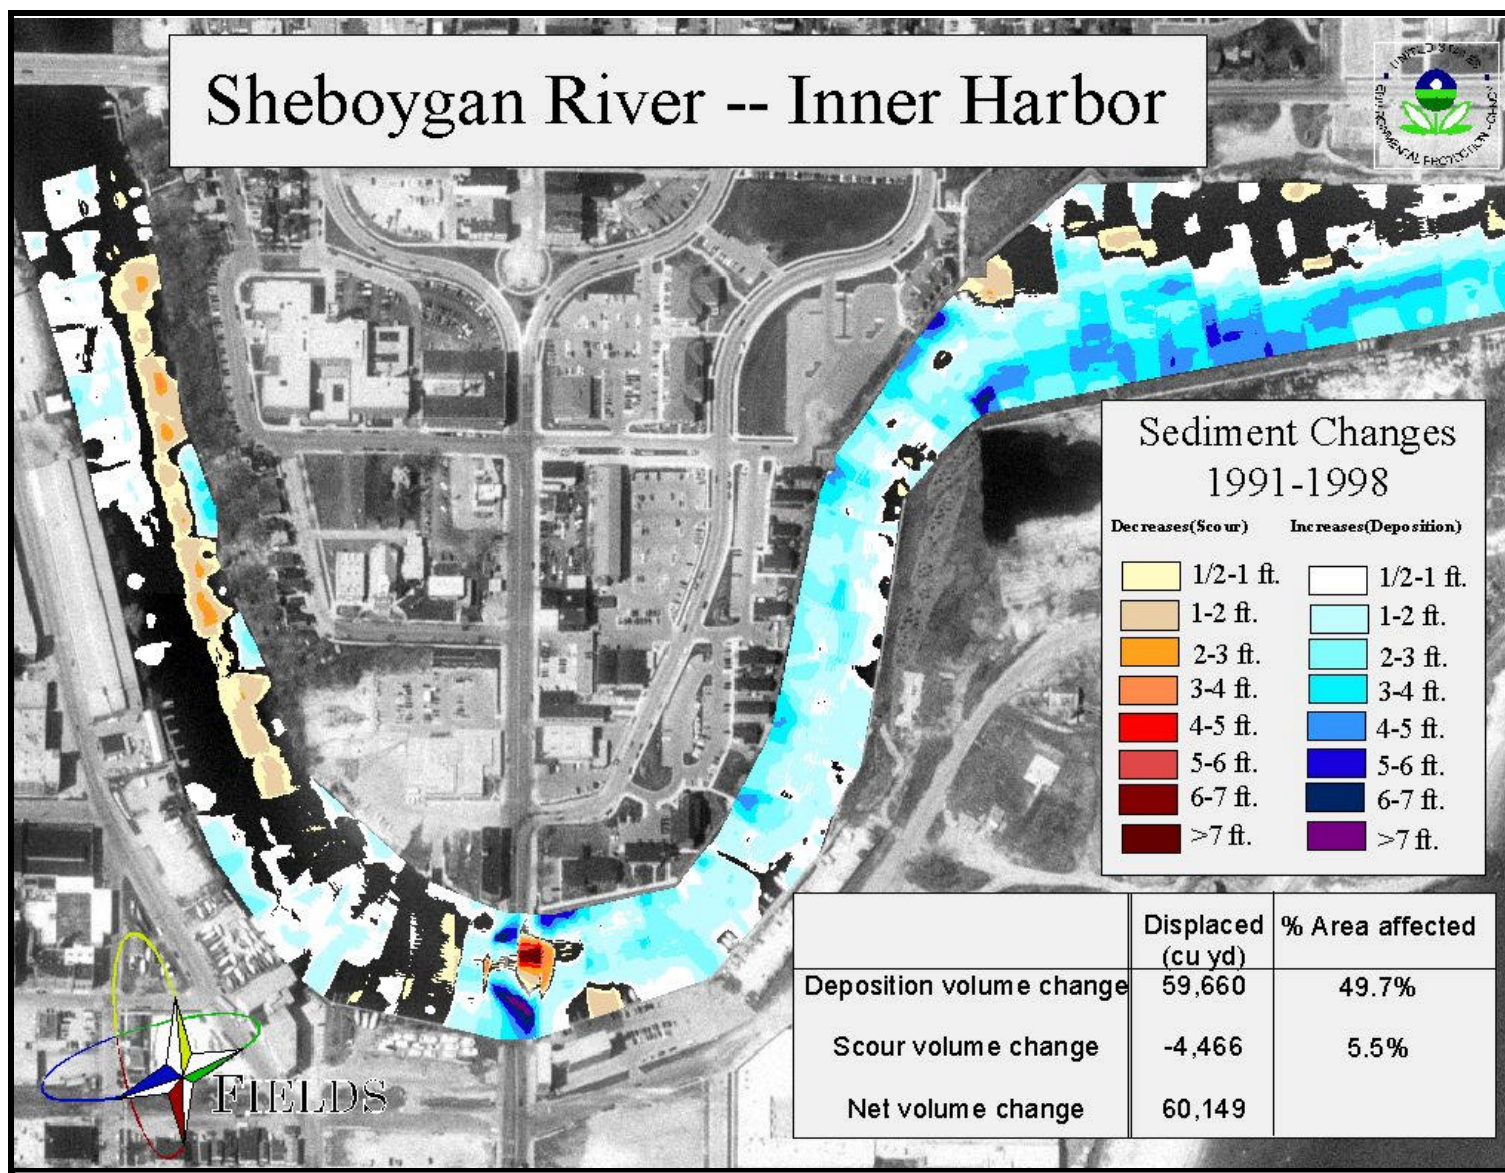 Sheboygan River -- Inner Harbor
UNITED STATES
ENVIRONMENTAL PROTECTION
Sediment Changes
1991-1998
Decreases(Scour) Increases(Deposition)
1/2-1 ft. 1/2-1 ft.
1-2 ft. 1-2 ft.
2-3 ft. 2-3 ft.
3-4 ft. 3-4 ft.
4-5 ft. 4-5 ft.
5-6 ft. 5-6 ft.
6-7 ft. 6-7 ft.
>7 ft. >7 ft.
Displaced % Area affected
(cu yd)
Deposition volume change 59,660 49.7%
Scour volume change -4,466 5.5%
Net volume change 60,149
FIELDS